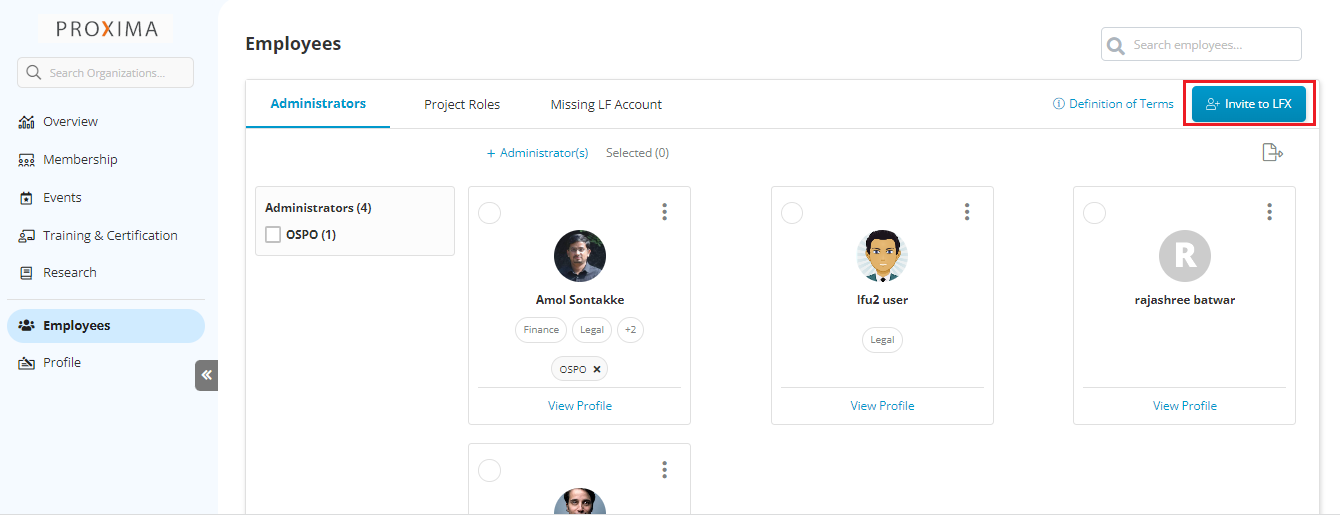 PROXIMA
Search Organizations...
Overview
Membership
Events
Training & Certification
Research
Employees
Profile
Employees
Search employees...
Administrators
Project Roles
Missing LF Account
Definition of Terms
Invite to LFX
+ Administrator(s)
Selected (0)
Administrators (4)
OSPO (1)
Amol Sontakke
Finance
Legal
+2
OSPO ×
View Profile
lfu2 user
Legal
View Profile
R
rajashree batwar
View Profile